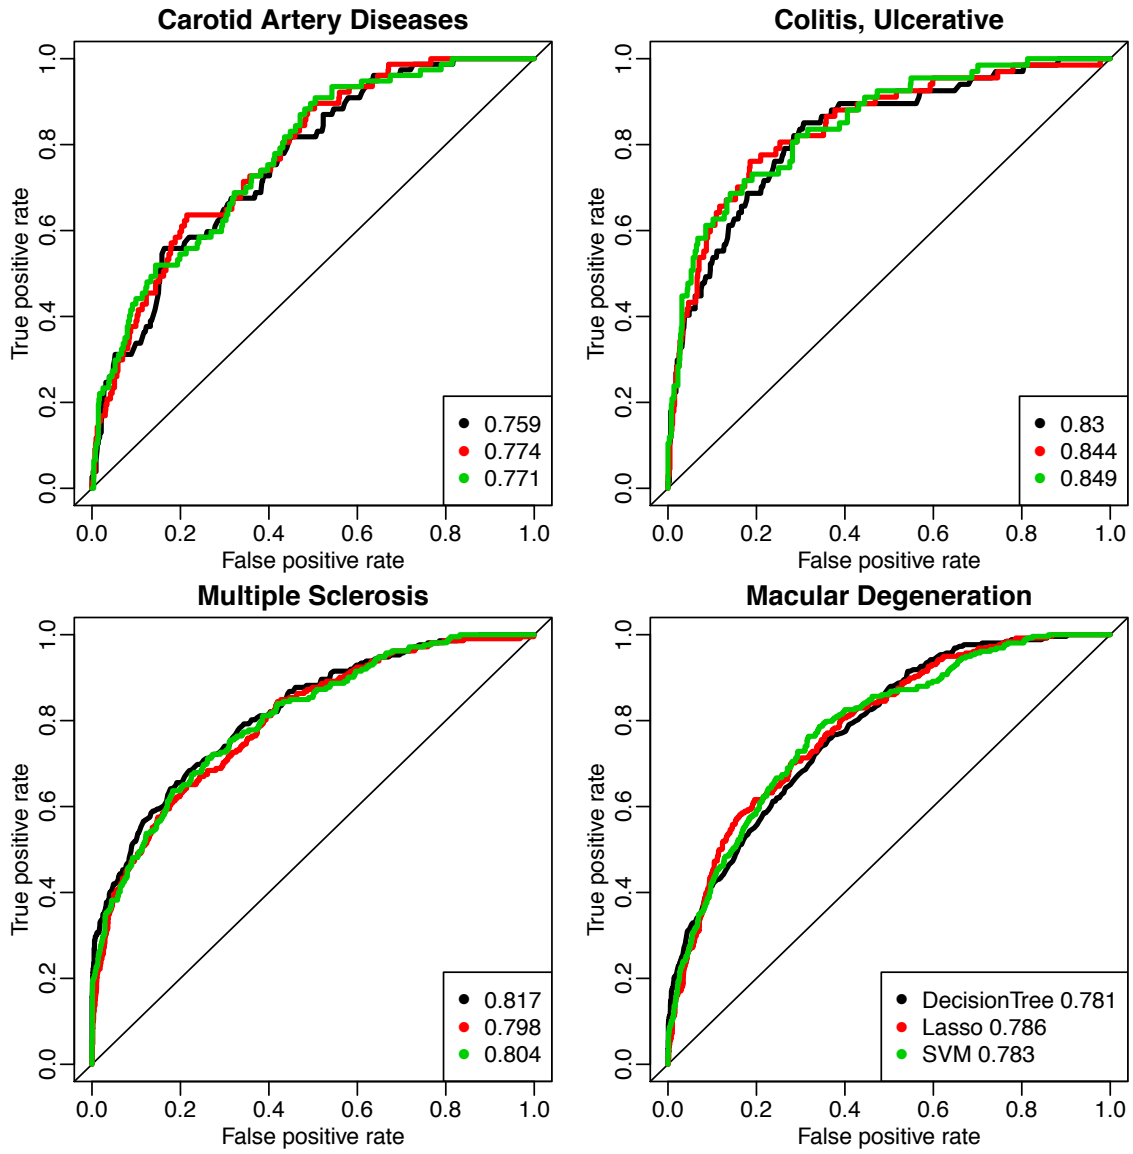 Carotid Artery Diseases
True positive rate
1.0
0.8
0.6
0.4
0.2
0.0
0.759
0.774
0.771
0.0 0.2 0.4 0.6 0.8 1.0
False positive rate
Colitis, Ulcerative
True positive rate
1.0
0.8
0.6
0.4
0.2
0.0
0.83
0.844
0.849
0.0 0.2 0.4 0.6 0.8 1.0
False positive rate
Multiple Sclerosis
True positive rate
1.0
0.8
0.6
0.4
0.2
0.0
0.817
0.798
0.804
0.0 0.2 0.4 0.6 0.8 1.0
False positive rate
Macular Degeneration
True positive rate
1.0
0.8
0.6
0.4
0.2
0.0
DecisionTree 0.781
Lasso 0.786
SVM 0.783
0.0 0.2 0.4 0.6 0.8 1.0
False positive rate